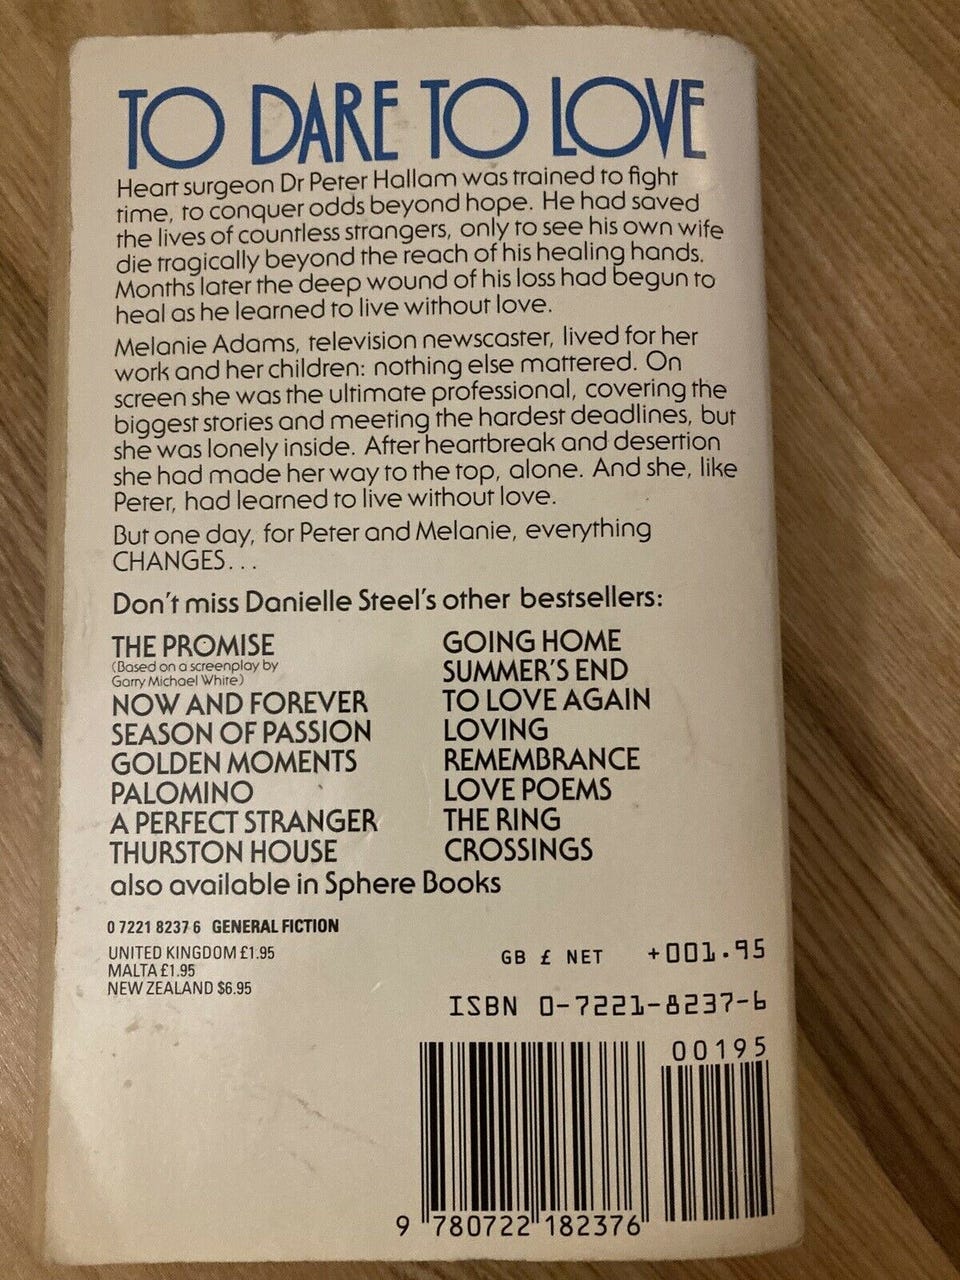 TO DARE TO LOVE
Heart surgeon Dr Peter Hallam was trained to fight
time, to conquer odds beyond hope. He had saved
the lives of countless strangers, only to see his own wife
die tragically beyond the reach of his healing hands.
Months later the deep wound of his loss had begun to
heal as he learned to live without love.
Melanie Adams, television newscaster, lived for her
work and her children: nothing else mattered. On
screen she was the ultimate professional, covering the
biggest stories and meeting the hardest deadlines, but
she was lonely inside. After heartbreak and desertion
she had made her way to the top, alone. And she, like
Peter, had learned to live without love.
But one day, for Peter and Melanie, everything
CHANGES...
Don't miss Danielle Steel's other bestsellers:
THE PROMISE
(Based on a screenplay by
Garry Michael White)
NOW AND FOREVER
SEASON OF PASSION
GOLDEN MOMENTS
PALOMINO
A PERFECT STRANGER
THURSTON HOUSE
GOING HOME
SUMMER'S END
TO LOVE AGAIN
LOVING
REMEMBRANCE
LOVE POEMS
THE RING
CROSSINGS
also available in Sphere Books
0 7221 8237 6 GENERAL FICTION
UNITED KINGDOM £1.95
MALTA £1.95
NEW ZEALAND $6.95
GB £ NET +001.95
ISBN 0-7221-8237-6
00195
9 780722 182376